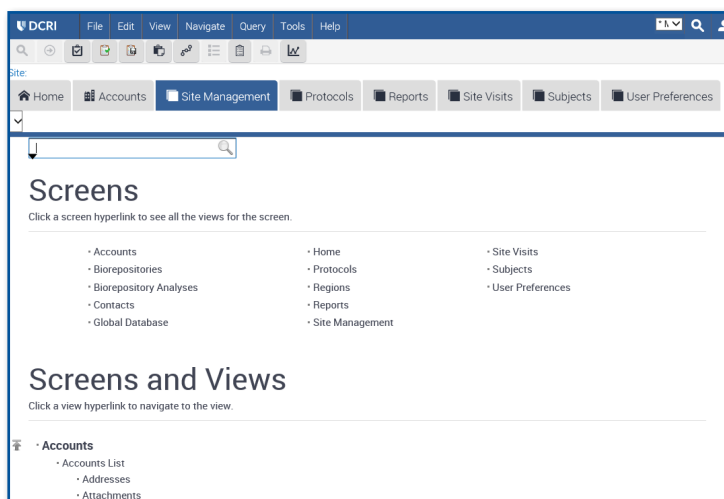 DCRI File Edit View Navigate Query Tools Help
Site:
Home Accounts Site Management Protocols Reports Site Visits Subjects User Preferences
Screens
Click a screen hyperlink to see all the views for the screen.
· Accounts · Home · Site Visits
· Biorepositories · Protocols · Subjects
· Biorepository Analyses · Regions · User Preferences
· Contacts · Reports
· Global Database · Site Management
Screens and Views
Click a view hyperlink to navigate to the view.
· Accounts
· Accounts List
· Addresses
· Attachments